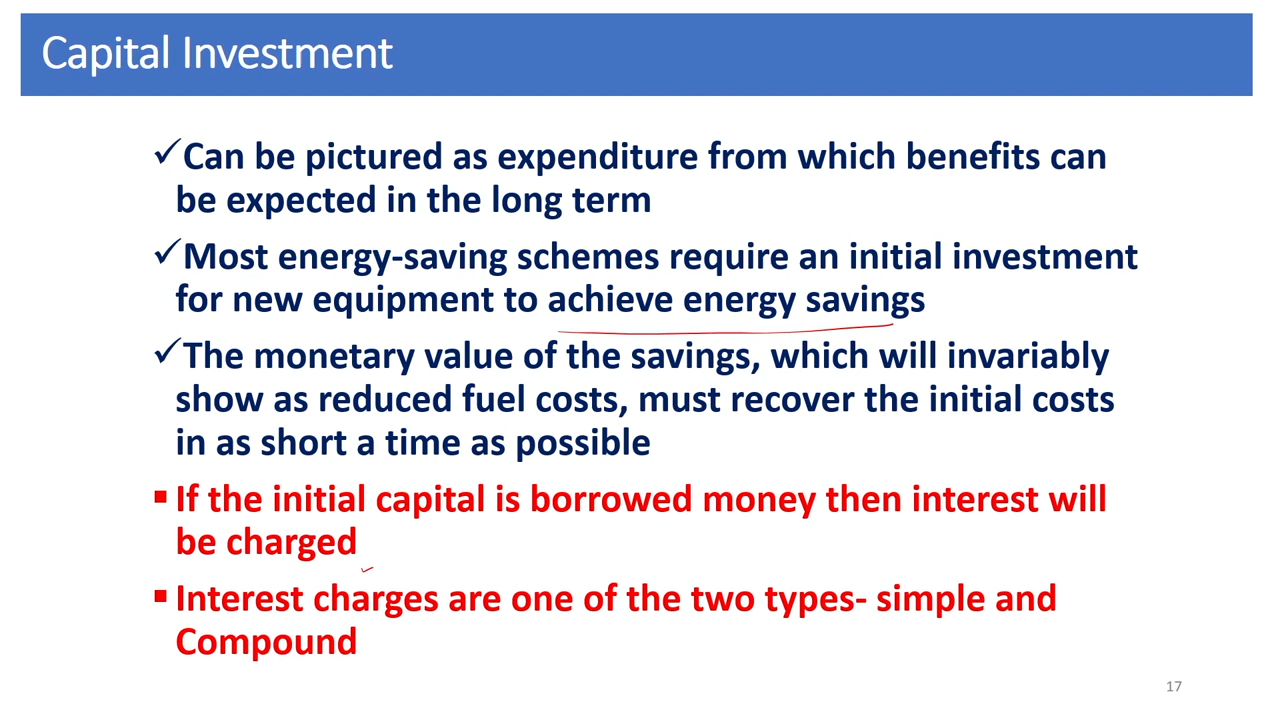 Capital Investment
✓Can be pictured as expenditure from which benefits can
be expected in the long term
✓Most energy-saving schemes require an initial investment
for new equipment to achieve energy savings
✓The monetary value of the savings, which will invariably
show as reduced fuel costs, must recover the initial costs
in as short a time as possible
▪If the initial capital is borrowed money then interest will
be charged
▪Interest charges are one of the two types- simple and
Compound
17